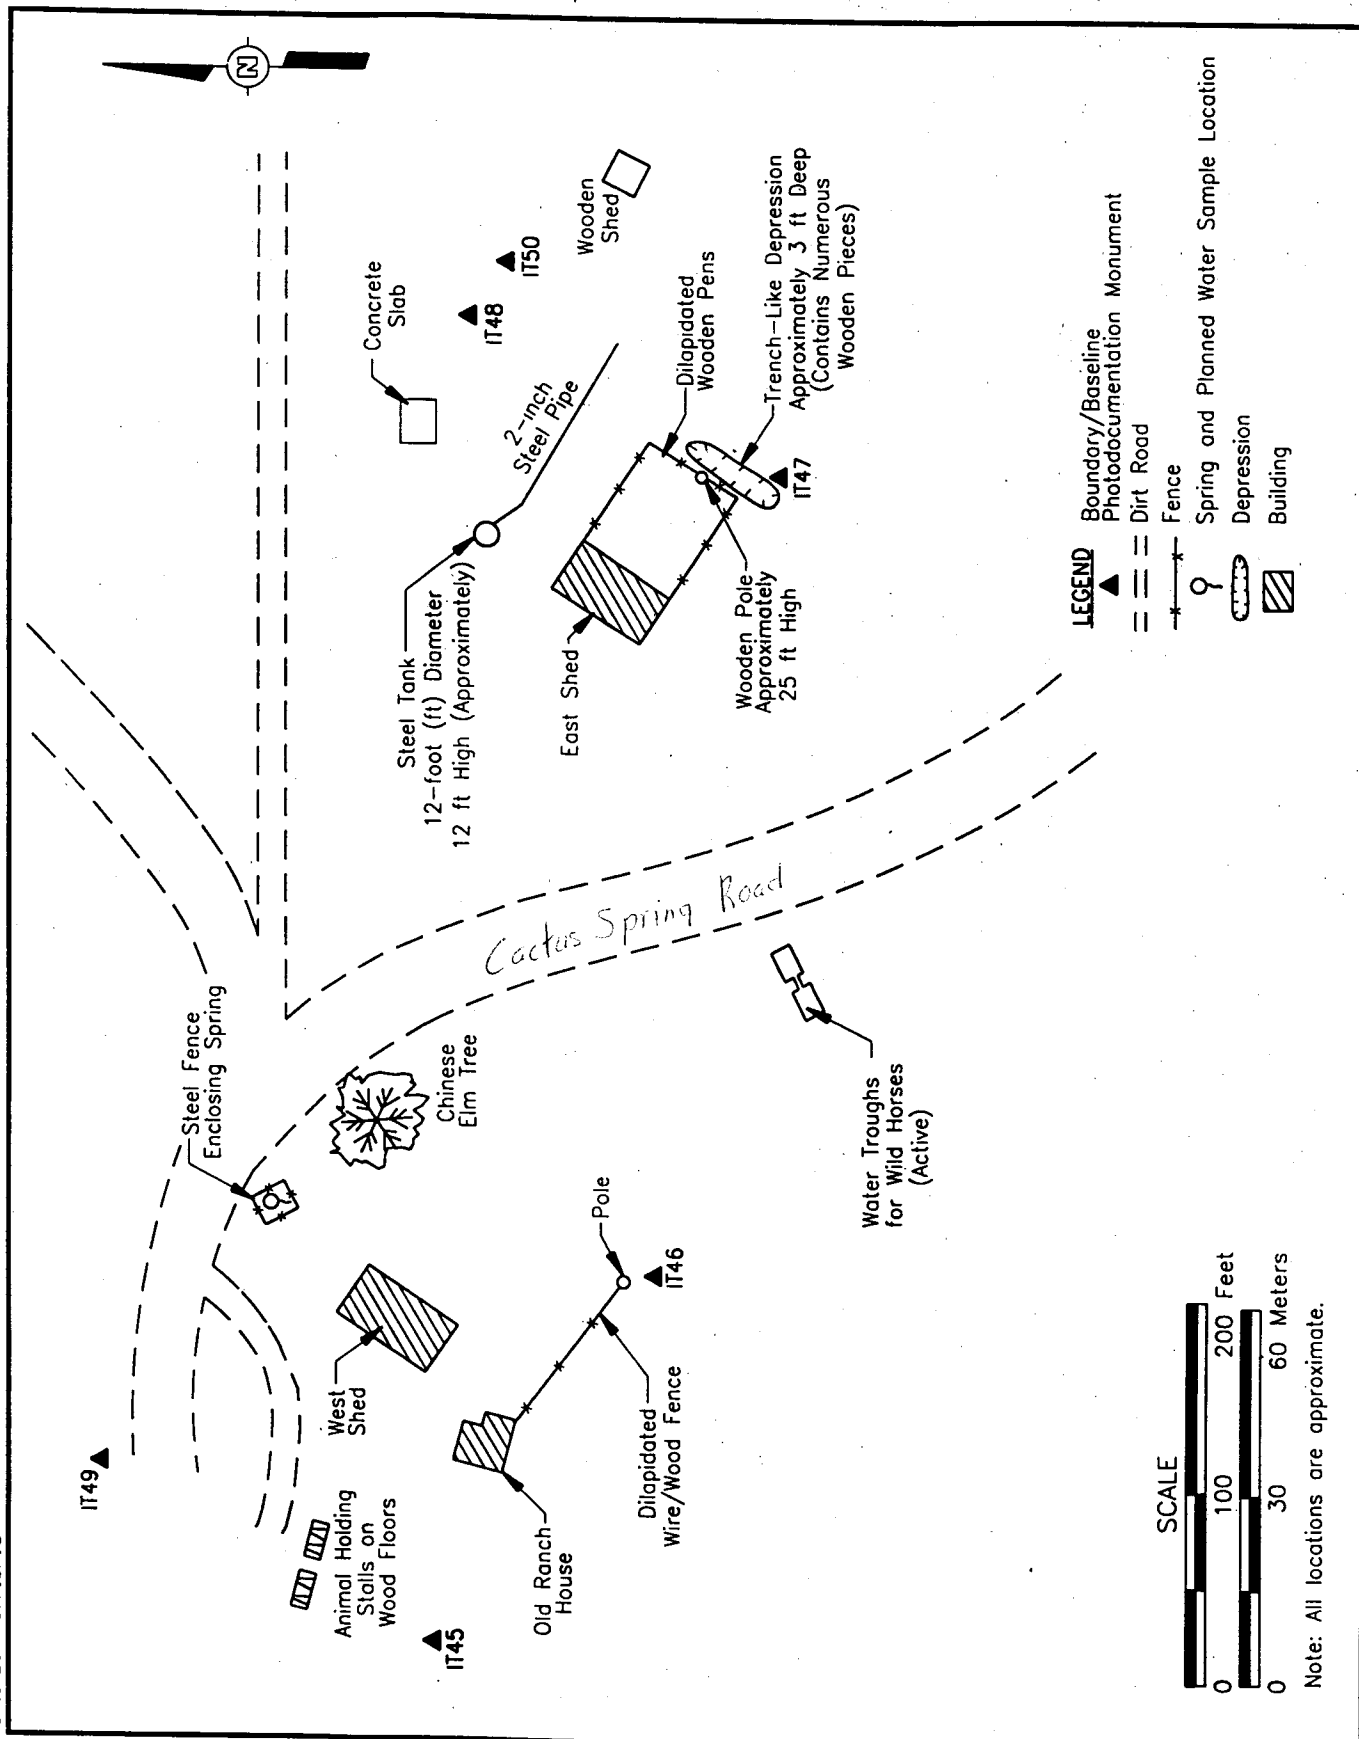 N
IT49
Steel Fence
Enclosing Spring
Animal Holding
Stalls on
Wood Floors
West
Shed
IT45
Chinese
Elm Tree
Concrete
Slab
Steel Tank
12-foot (ft) Diameter
12 ft High (Approximately)
2-inch
Steel Pipe
IT48
IT50
Cactus Spring Road
Old Ranch
House
Pole
IT46
Dilapidated
Wire/Wood Fence
East Shed
Wooden
Shed
Dilapidated
Wooden Pens
Wooden Pole
Approximately
25 ft High
Trench-Like Depression
Approximately 3 ft Deep
(Contains Numerous
Wooden Pieces)
IT47
Water Troughs
for Wild Horses
(Active)
LEGEND
Boundary/Baseline
Photodocumentation Monument
Dirt Road
Fence
Spring and Planned Water Sample Location
Depression
Building
SCALE
0 100 200 Feet
0 30 60 Meters
Note: All locations are approximate.